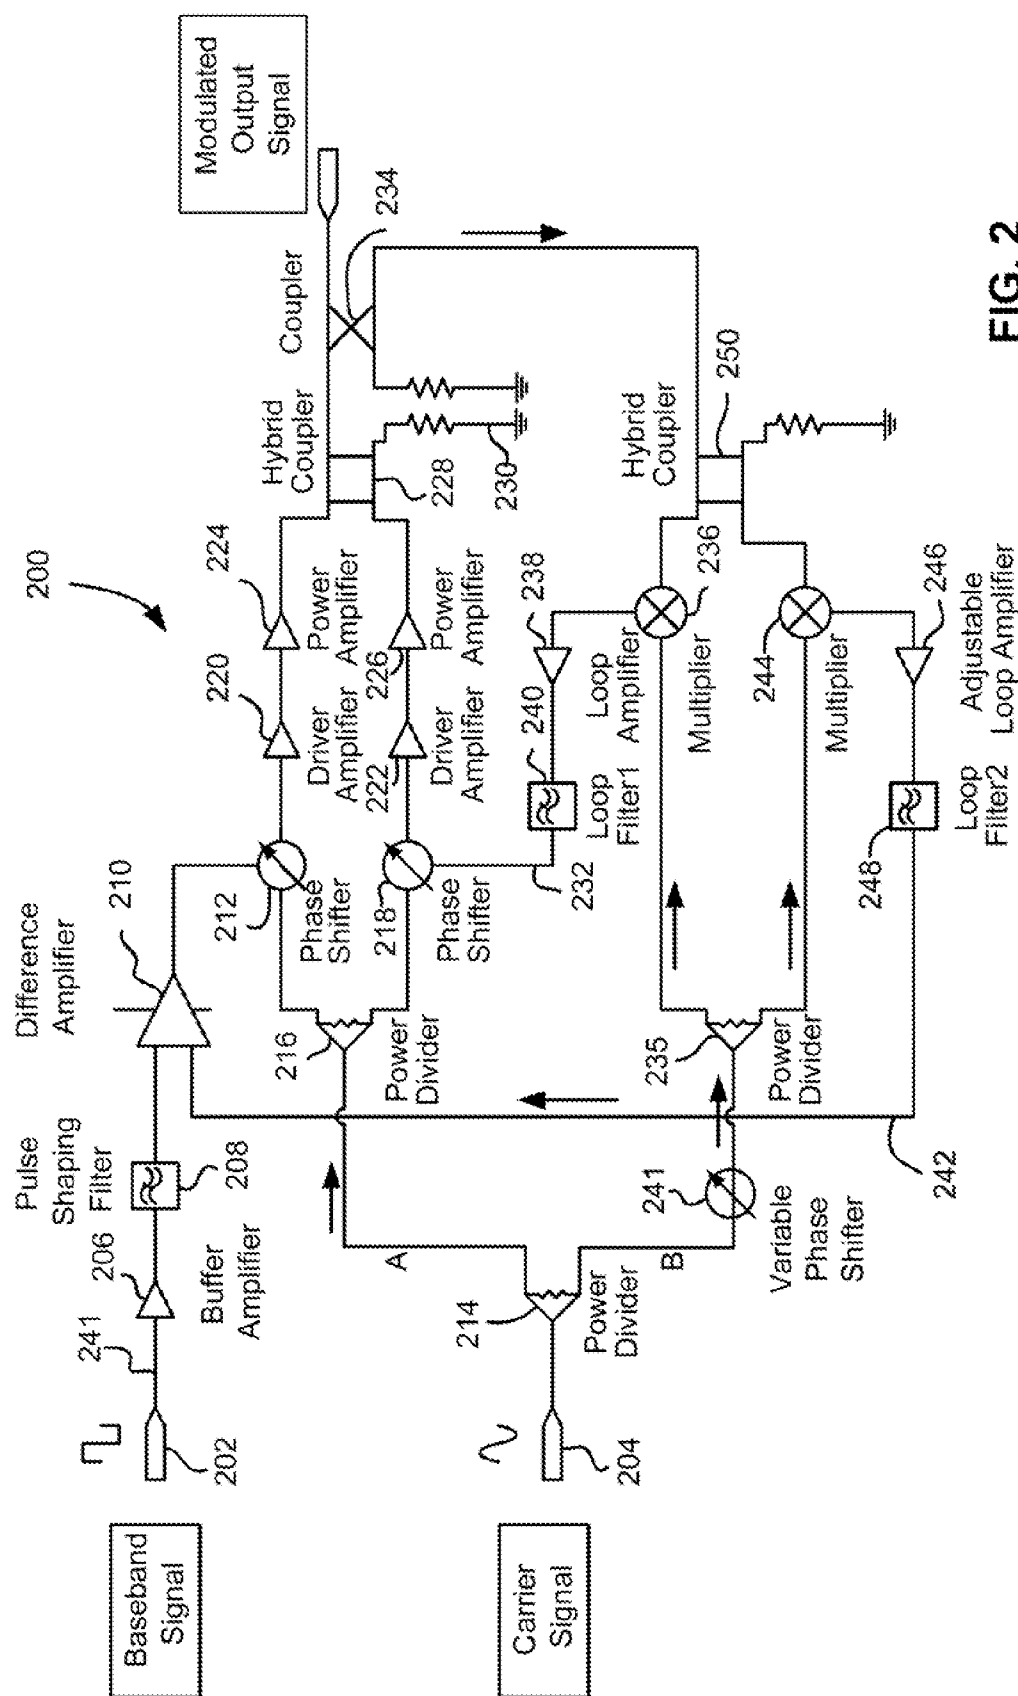 200
Baseband
Signal
202
241
206
Buffer
Amplifier
Pulse
Shaping
Filter
208
Difference
Amplifier
210
212
Phase
Shifter
220
Driver
Amplifier
224
Power
Amplifier
Hybrid
Coupler
228
230
Coupler
234
Modulated
Output
Signal
216
Power
Divider
218
Phase
Shifter
222
Driver
Amplifier
226
Power
Amplifier
Carrier
Signal
204
214
Power
Divider
A
B
232
240
Loop
Filter1
238
Loop
Amplifier
236
Multiplier
Hybrid
Coupler
250
241
Variable
Phase
Shifter
235
Power
Divider
244
Multiplier
242
248
Loop
Filter2
246
Adjustable
Loop Amplifier
FIG. 2